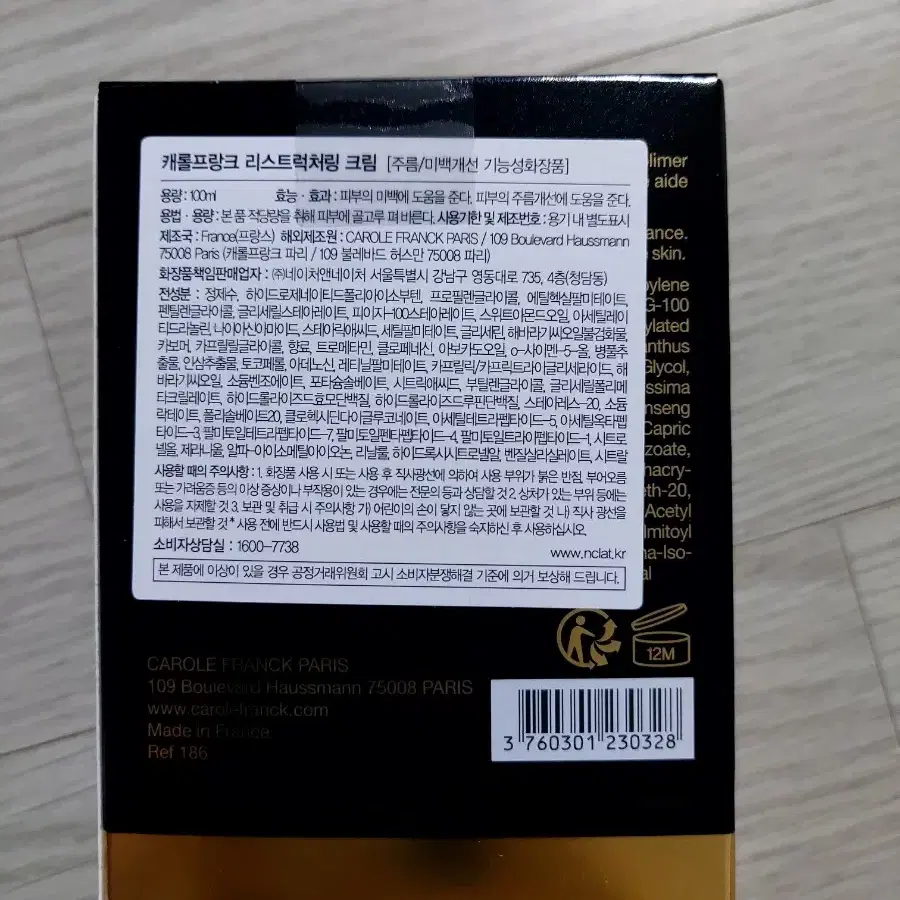 캐롤프랑크 리스트럭처링 크림 [주름/미백개선 기능성화장품]
용량 : 100ml 효능 · 효과 : 피부의 미백에 도움을 준다. 피부의 주름개선에 도움을 준다.
용법 · 용량 : 본 품 적당량을 취해 피부에 골고루 펴 바른다. 사용기한 및 제조번호 : 용기 내 별도표시
제조국 : France(프랑스) 해외제조원 : CAROLE FRANCK PARIS / 109 Boulevard Haussmann
75008 Paris (캐롤프랑크 파리 / 109 불레바드 허스만 75008 파리)
화장품책임판매업자 : ㈜네이처앤네이처 서울특별시 강남구 영동대로 735, 4층(청담동)
전성분 : 정제수, 하이드로제네이티드폴리아이소부텐, 프로필렌글라이콜, 에틸헥실팔미테이트,
펜틸렌글라이콜, 글리세릴스테아레이트, 피이지-100스테아레이트, 스위트아몬드오일, 아세틸레이
티드라놀린, 나이아신아마이드, 스테아릭애씨드, 세틸팔미테이트, 글리세린, 해바라기씨오일불검화물,
카보머, 카프릴릴글라이콜, 향료, 트로메타민, 클로페네신, 아보카도오일, o-사이멘-5-올, 병풀추
출물, 인삼추출물, 토코페롤, 아데노신, 레티닐팔미테이트, 카프릴릭/카프릭트라이글리세라이드, 해
바라기씨오일, 소듐벤조에이트, 포타슘솔베이트, 시트릭애씨드, 부틸렌글라이콜, 글리세릴폴리메
타크릴레이트, 하이드롤라이즈드효모단백질, 하이드롤라이즈드루핀단백질, 스테아레스-20, 소듐
락테이트, 폴리솔베이트20, 클로헥시딘다이글루코네이트, 아세틸테트라펩타이드-5, 아세틸옥타펩
타이드-3, 팔미토일테트라펩타이드-7, 팔미토일펜타펩타이드-4, 팔미토일트라이펩타이드-1, 시트로
넬올, 제라니올, 알파-아이소메틸아이오논, 리날룰, 하이드록시시트로넬알, 벤질살리실레이트, 시트랄
사용할 때의 주의사항 : 1. 화장품 사용 시 또는 사용 후 직사광선에 의하여 사용 부위가 붉은 반점, 부어오름
또는 가려움증 등의 이상 증상이나 부작용이 있는 경우에는 전문의 등과 상담할 것 2. 상처가 있는 부위 등에는
사용을 자제할 것 3. 보관 및 취급 시 주의사항 가) 어린이의 손이 닿지 않는 곳에 보관할 것 나) 직사 광선을
피해서 보관할 것 * 사용 전에 반드시 사용법 및 사용할 때의 주의사항을 숙지하신 후 사용하십시오.
소비자상담실 : 1600-7738 www.nclat.kr
본 제품에 이상이 있을 경우 공정거래위원회 고시 소비자분쟁해결 기준에 의거 보상해 드립니다.
aide
skin.
G-100
Glycol,
Capric
Acetyl
12M
CAROLE FRANCK PARIS
109 Boulevard Haussmann 75008 PARIS
www.carolefranck.com
Made in France
Ref 186
3 760301 230328